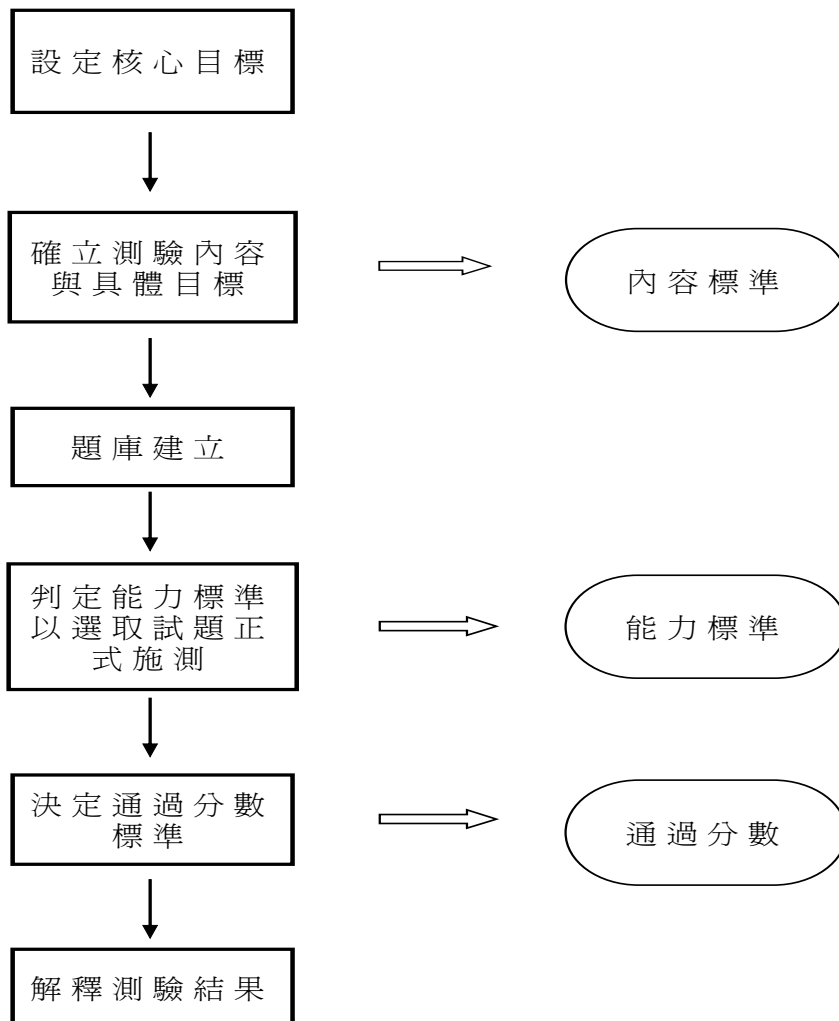 設定核心目標
確立測驗內容
與具體目標
內容標準
題庫建立
判定能力標準
以選取試題正
式施測
能力標準
決定通過分數
標準
通過分數
解釋測驗結果